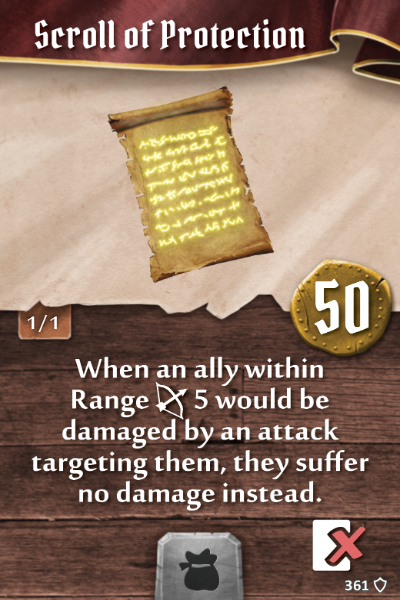 Scroll of Protection
50
1/1
When an ally within
Range 5 would be
damaged by an attack
targeting them, they suffer
no damage instead.
361